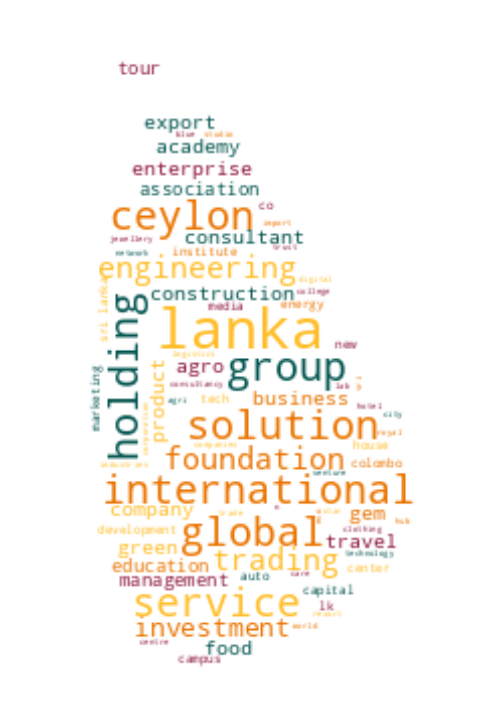 tour
export
blue studio
academy
enterprise
association
ceylon co
import
jewellery consultant
trust
network institute
engineering
digital
sri lanka
construction college
holding
media energy
lanka
new
logistics
agro group
consultancy lab
product
marketing
agri tech business hotel
city
corporation
solution royal
companies house
foundation colombo
industries
venture
international
company trade solar gem hub
development global clothing
green travel
technology
trading
education center
management auto care
capital
service lk
resort
investment world
centre food
campus